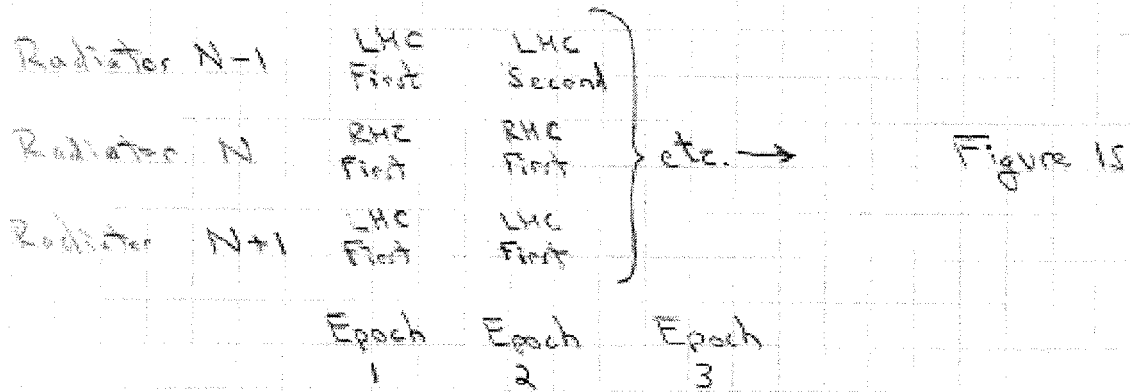 LHC LHC
Radiator N-1 First Second
RHC RHC
Radiator N First First etc. → Figure 15
LHC LHC
Radiator N+1 First First
Epoch Epoch Epoch
1 2 3